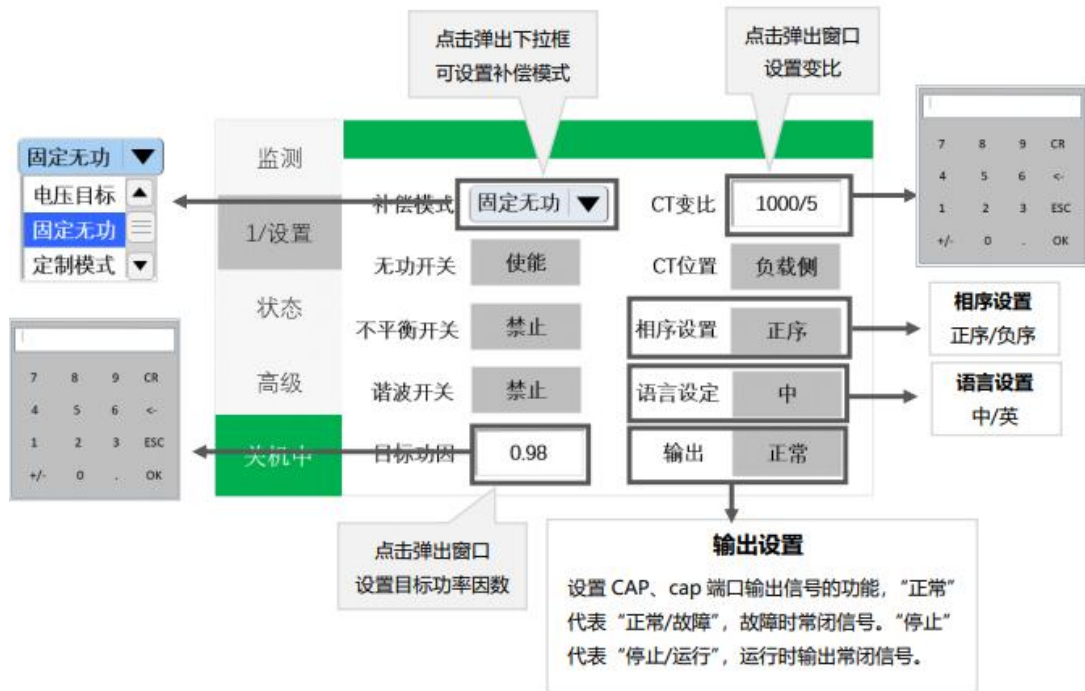 点击弹出下拉框
可设置补偿模式
点击弹出窗口
设置变比
固定无功
电压目标
固定无功
定制模式
监测
1/设置
状态
高级
关机中
补偿模式
固定无功
CT变比
1000/5
无功开关
使能
CT位置
负载侧
不平衡开关
禁止
相序设置
正序
谐波开关
禁止
语言设定
中
目标功因
0.98
输出
正常
7 8 9 CR
4 5 6 <-
1 2 3 ESC
+/- 0 . OK
相序设置
正序/负序
语言设置
中/英
7 8 9 CR
4 5 6 <-
1 2 3 ESC
+/- 0 . OK
点击弹出窗口
设置目标功率因数
输出设置
设置 CAP、cap 端口输出信号的功能，“正常”
代表“正常/故障”，故障时常闭信号。“停止”
代表“停止/运行”，运行时输出常闭信号。